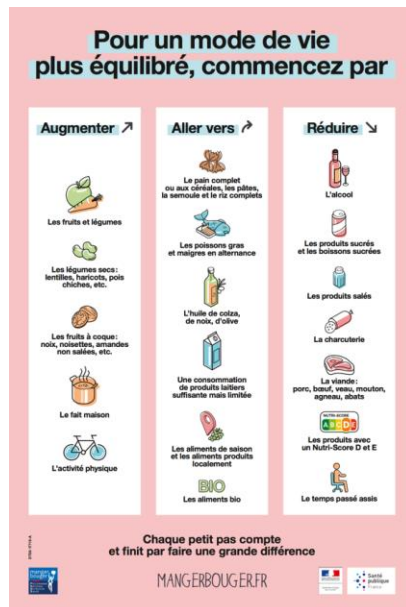 Pour un mode de vie
plus équilibré, commencez par
Augmenter ↗
Les fruits et légumes
Les légumes secs :
lentilles, haricots, pois
chiches, etc.
Les fruits à coque :
noix, noisettes, amandes
non salées, etc.
Le fait maison
L'activité physique
Aller vers
Le pain complet
ou aux céréales, les pâtes,
la semoule et le riz complets
Les poissons gras
et maigres en alternance
L'huile de colza,
de noix, d'olive
Une consommation
de produits laitiers
suffisante mais limitée
Les aliments de saison
et les aliments produits
localement
BIO
Les aliments bio
Réduire ↘
L'alcool
Les produits sucrés
et les boissons sucrées
Les produits salés
La charcuterie
La viande :
porc, bœuf, veau, mouton,
agneau, abats
NUTRI-SCORE
A B C D E
Les produits avec
un Nutri-Score D et E
Le temps passé assis
Chaque petit pas compte
et finit par faire une grande différence
manger
bouger
MANGERBOUGER.FR
Santé
publique
France